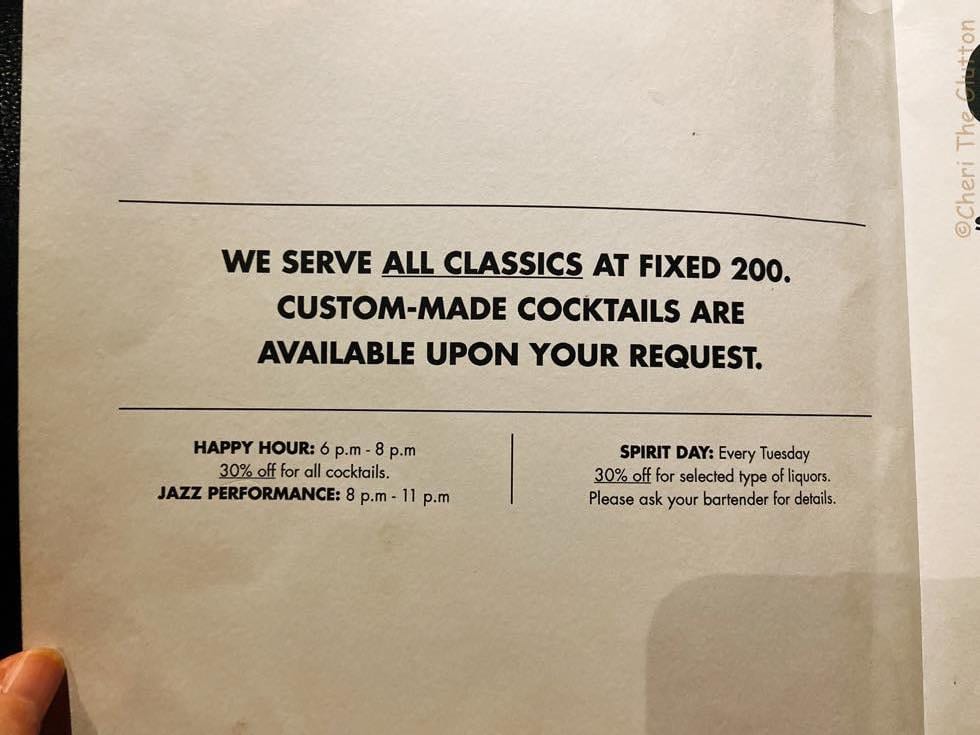 WE SERVE ALL CLASSICS AT FIXED 200.
CUSTOM-MADE COCKTAILS ARE
AVAILABLE UPON YOUR REQUEST.
HAPPY HOUR: 6 p.m - 8 p.m
30% off for all cocktails.
JAZZ PERFORMANCE: 8 p.m - 11 p.m
SPIRIT DAY: Every Tuesday
30% off for selected type of liquors.
Please ask your bartender for details.
©Cheri The Glutton